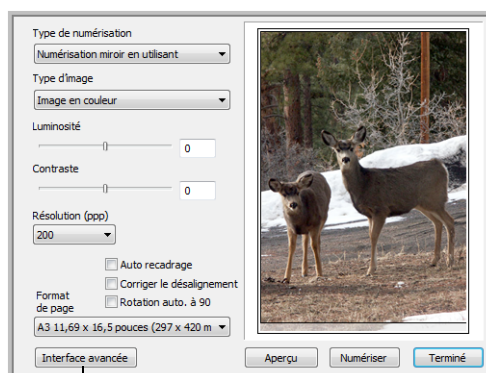 Type de numérisation
Numérisation miroir en utilisant
Type d'image
Image en couleur
Luminosité
0
Contraste
0
Résolution (ppp)
200
Auto recadrage
Corriger le désalignement
Rotation auto. à 90
Format
de page
A3 11,69 x 16,5 pouces (297 x 420 m
Interface avancée
Aperçu
Numériser
Terminé